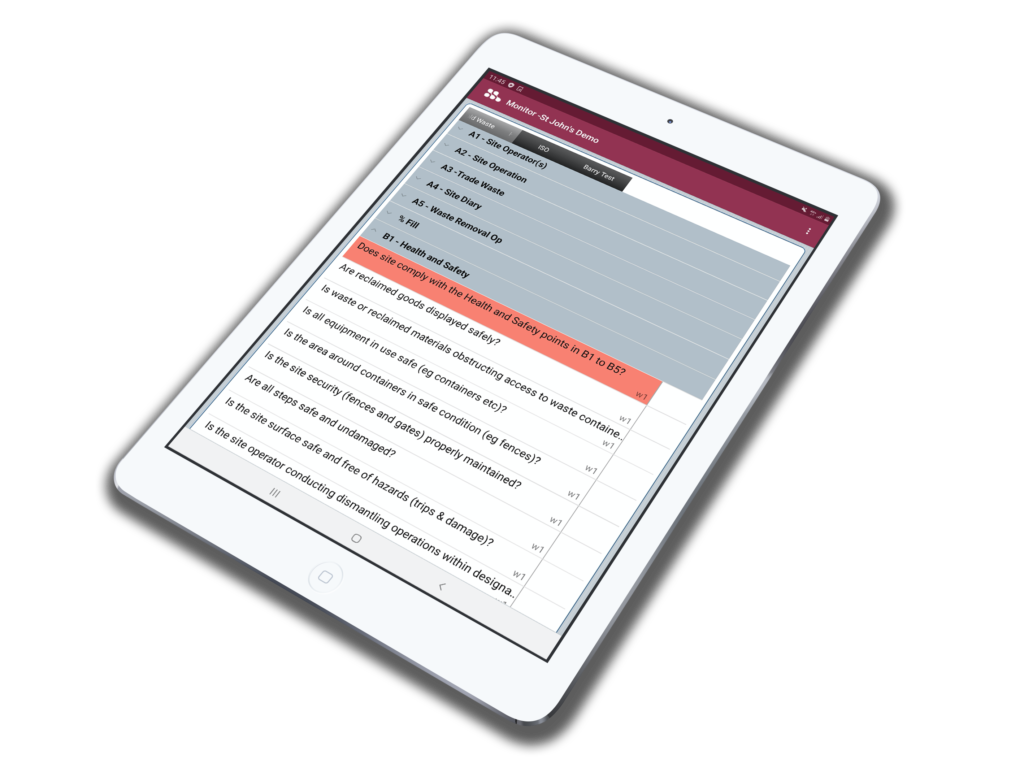 11:45
Monitor -St John's Demo
d Waste
ISO
Barry Test
A1 - Site Operator(s)
A2 - Site Operation
A3 -Trade Waste
A4 - Site Diary
A5 - Waste Removal Op
% Fill
B1 - Health and Safety
Does site comply with the Health and Safety points in B1 to B5?
w1
Are reclaimed goods displayed safely?
w1
Is waste or reclaimed materials obstructing access to waste containe..
w1
Is all equipment in use safe (eg containers etc)?
w1
Is the area around containers in safe condition (eg fences)?
w1
Is the site security (fences and gates) properly maintained?
w1
Are all steps safe and undamaged?
w1
Is the site surface safe and free of hazards (trips & damage)?
w1
Is the site operator conducting dismantling operations within designa..